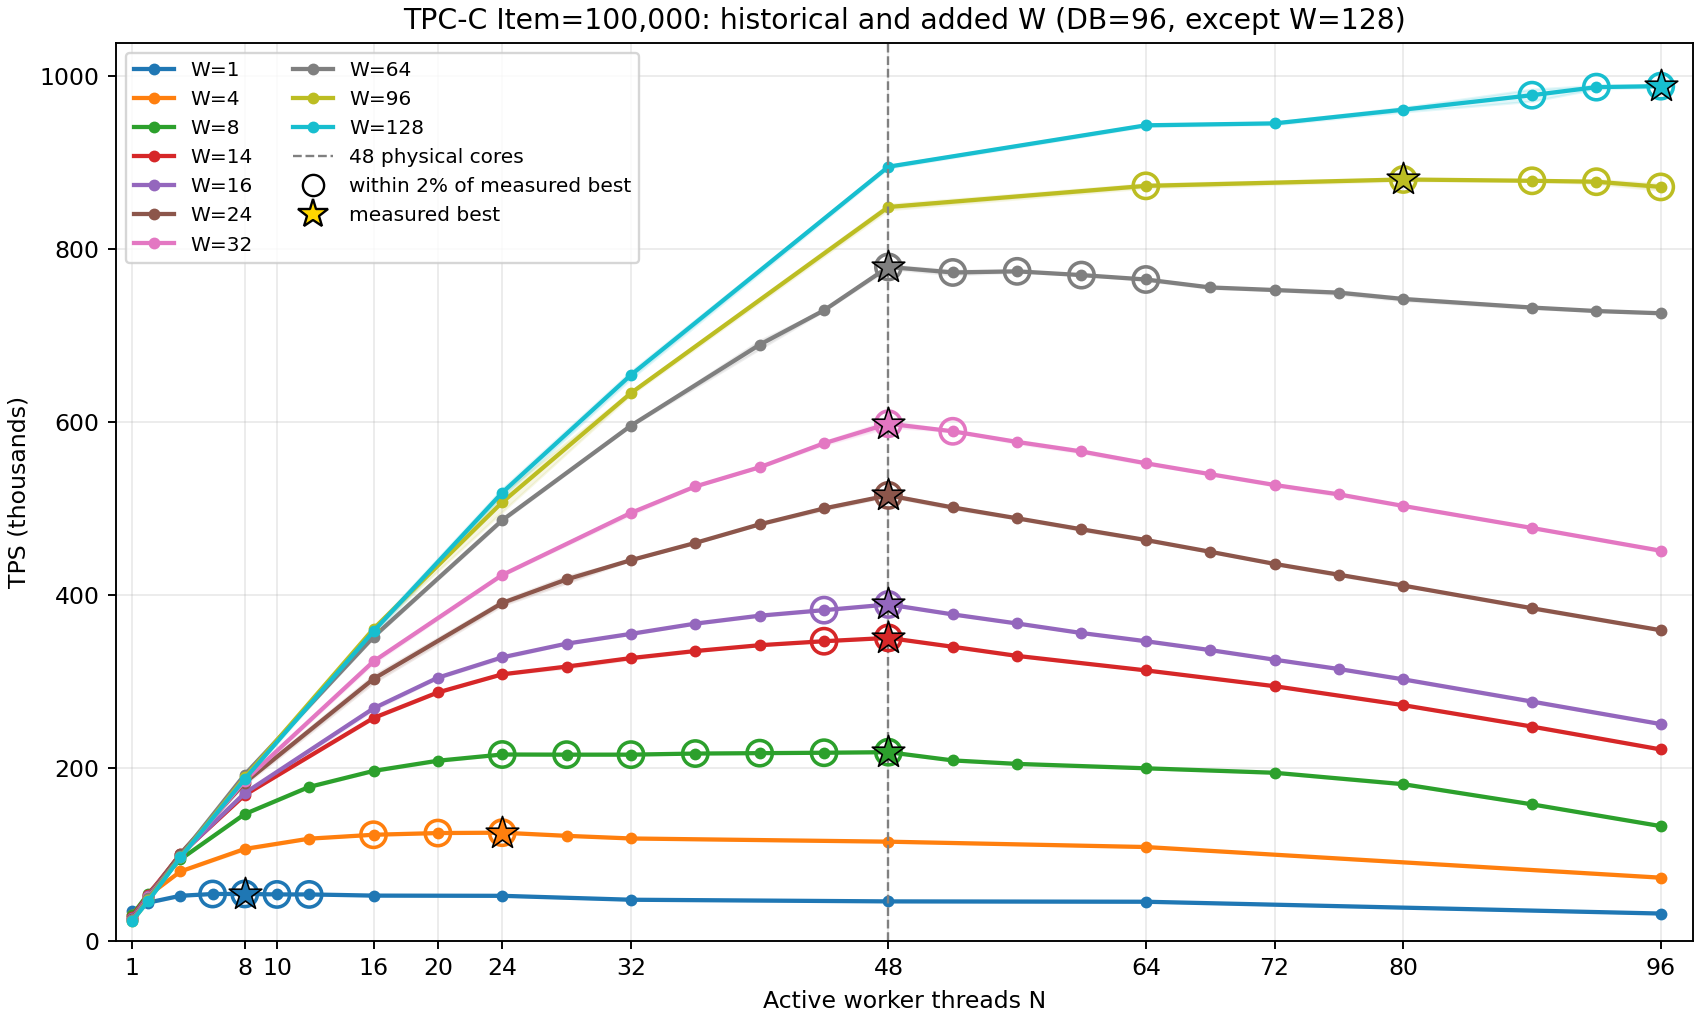 TPC-C Item=100,000: historical and added W (DB=96, except W=128)
W=1
W=4
W=8
W=14
W=16
W=24
W=32
W=64
W=96
W=128
48 physical cores
within 2% of measured best
measured best
TPS (thousands)
1000
800
600
400
200
0
1 8 10 16 20 24 32 48 64 72 80 96
Active worker threads N